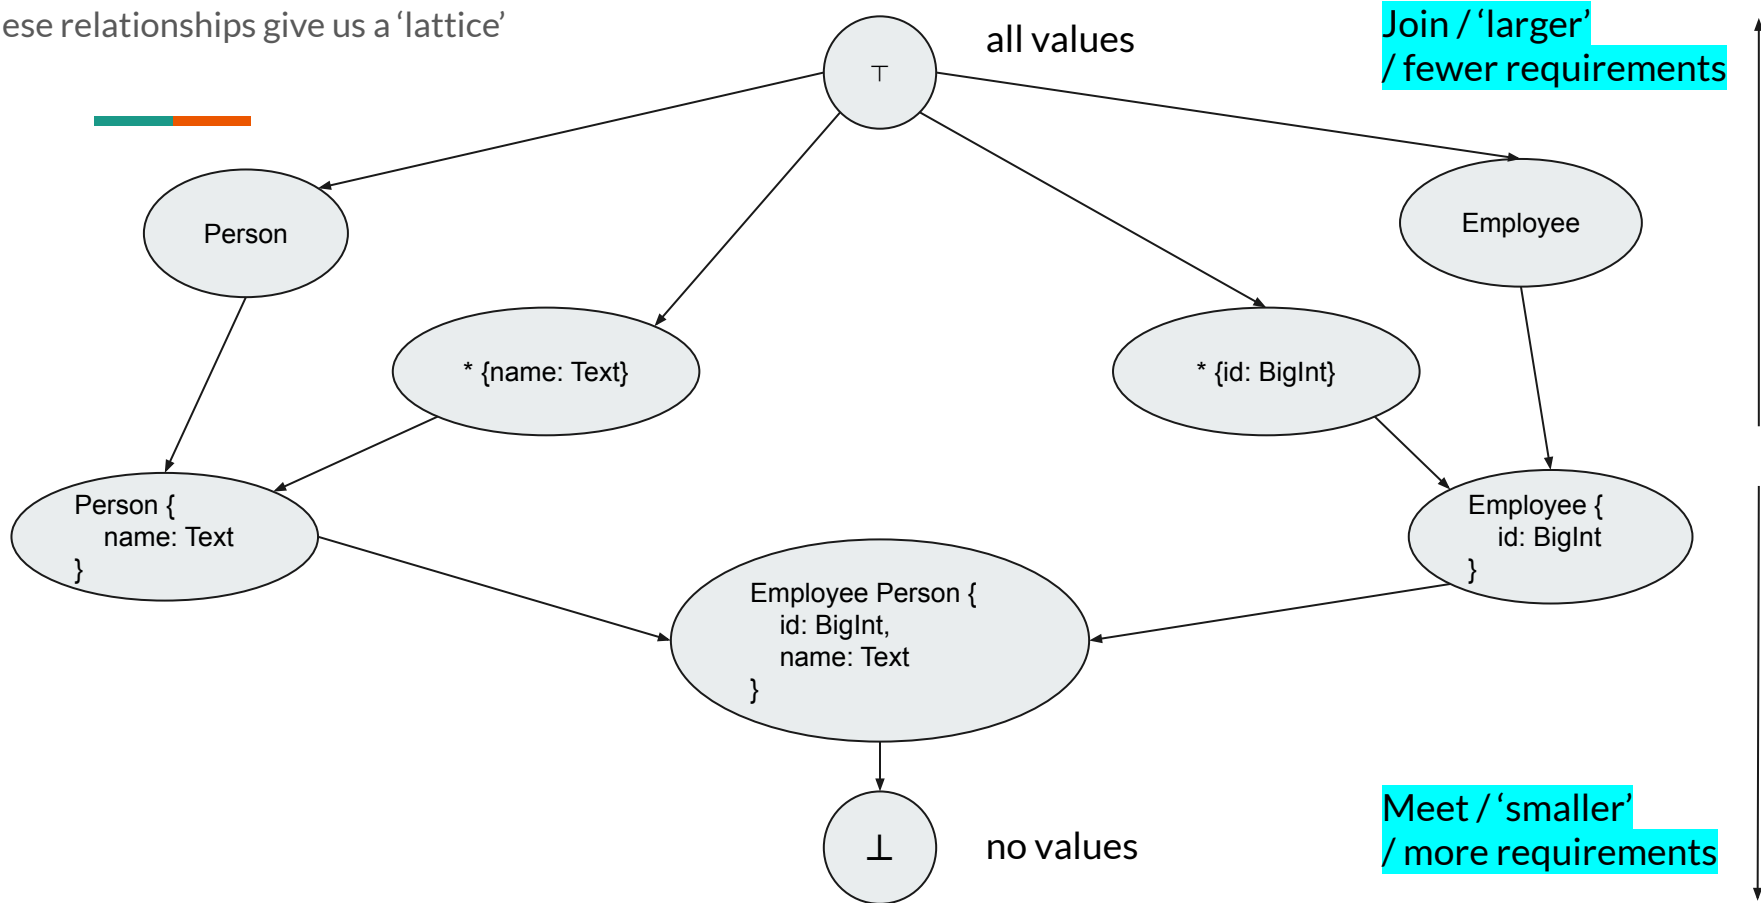 ese relationships give us a ‘lattice’
⊤
all values
Join / ‘larger’
/ fewer requirements
Person
Employee
* {name: Text}
* {id: BigInt}
Person {
name: Text
}
Employee {
id: BigInt
}
Employee Person {
id: BigInt,
name: Text
}
⊥
no values
Meet / ‘smaller’
/ more requirements